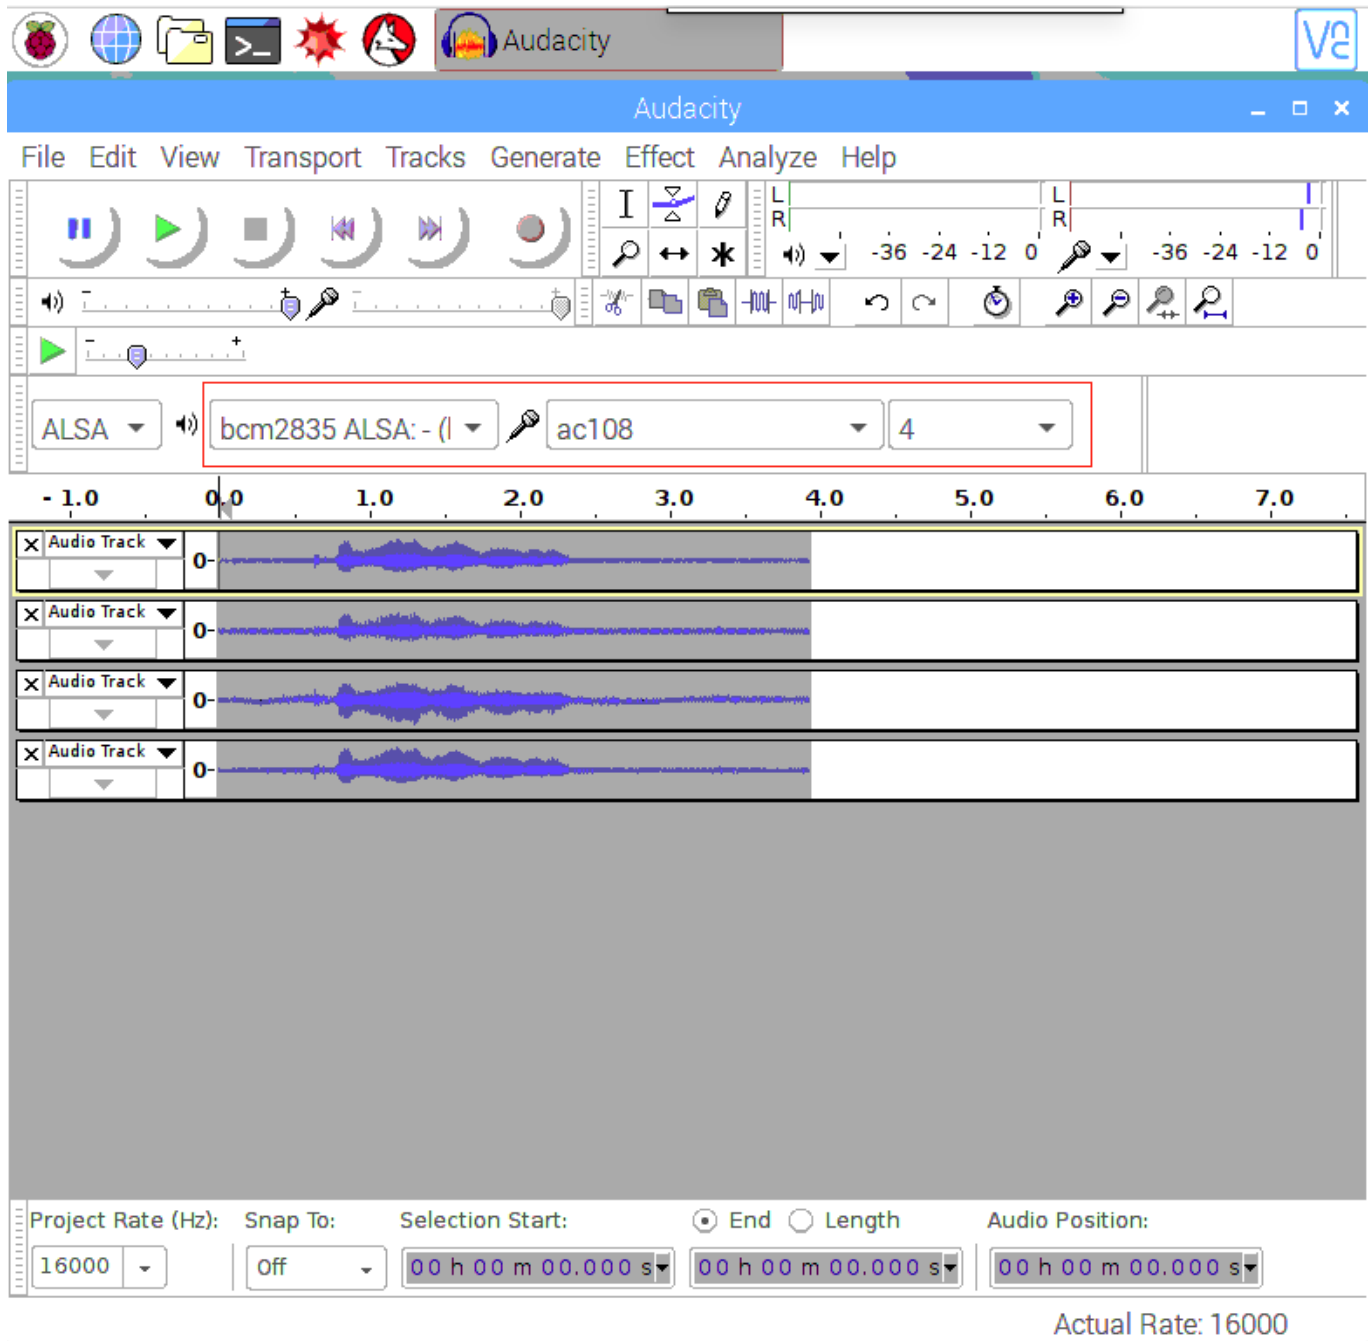 Audacity
Audacity
File Edit View Transport Tracks Generate Effect Analyze Help
L L
R R
-36 -24 -12 0 -36 -24 -12 0
- + -
- +
ALSA bcm2835 ALSA: - ( ac108 4
- 1.0 0.0 1.0 2.0 3.0 4.0 5.0 6.0 7.0
X Audio Track 0-
X Audio Track 0-
X Audio Track 0-
X Audio Track 0-
Project Rate (Hz): Snap To: Selection Start: End Length Audio Position:
16000 Off 00 h 00 m 00.000 s 00 h 00 m 00.000 s 00 h 00 m 00.000 s
Actual Rate: 16000